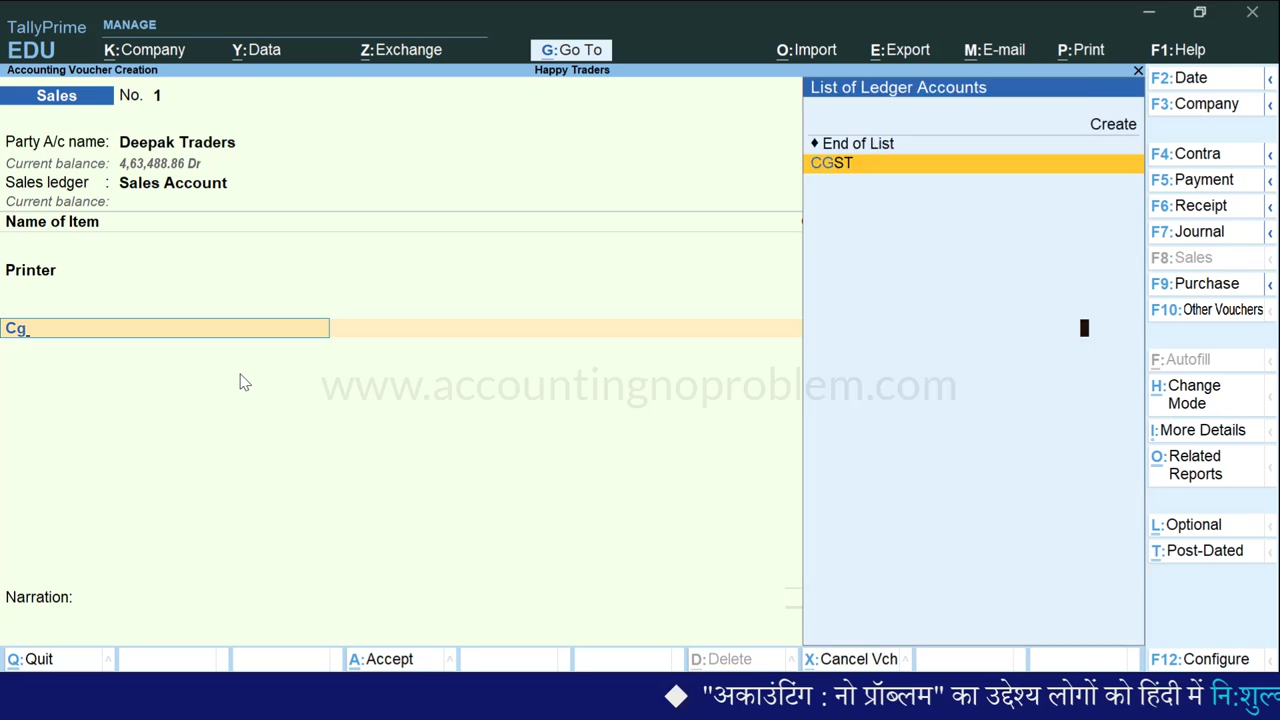 TallyPrime
EDU
MANAGE
K:Company
Y:Data
Z:Exchange
G:Go To
O:Import
E:Export
M:E-mail
P:Print
F1:Help
Accounting Voucher Creation
Happy Traders
Sales No. 1
Party A/c name: Deepak Traders
Current balance: 4,63,488.86 Dr
Sales ledger : Sales Account
Current balance:
Name of Item
Printer
Cg
Narration:
List of Ledger Accounts
Create
♦ End of List
CGST
F2:Date
F3:Company
F4:Contra
F5:Payment
F6:Receipt
F7:Journal
F8:Sales
F9:Purchase
F10:Other Vouchers
F:Autofill
H:Change
Mode
I:More Details
O:Related
Reports
L:Optional
T:Post-Dated
F12:Configure
www.accountingnoproblem.com
Q:Quit
A:Accept
D:Delete
X:Cancel Vch
"अकाउंटिंग : नो प्रॉब्लम" का उद्देश्य लोगों को हिंदी में